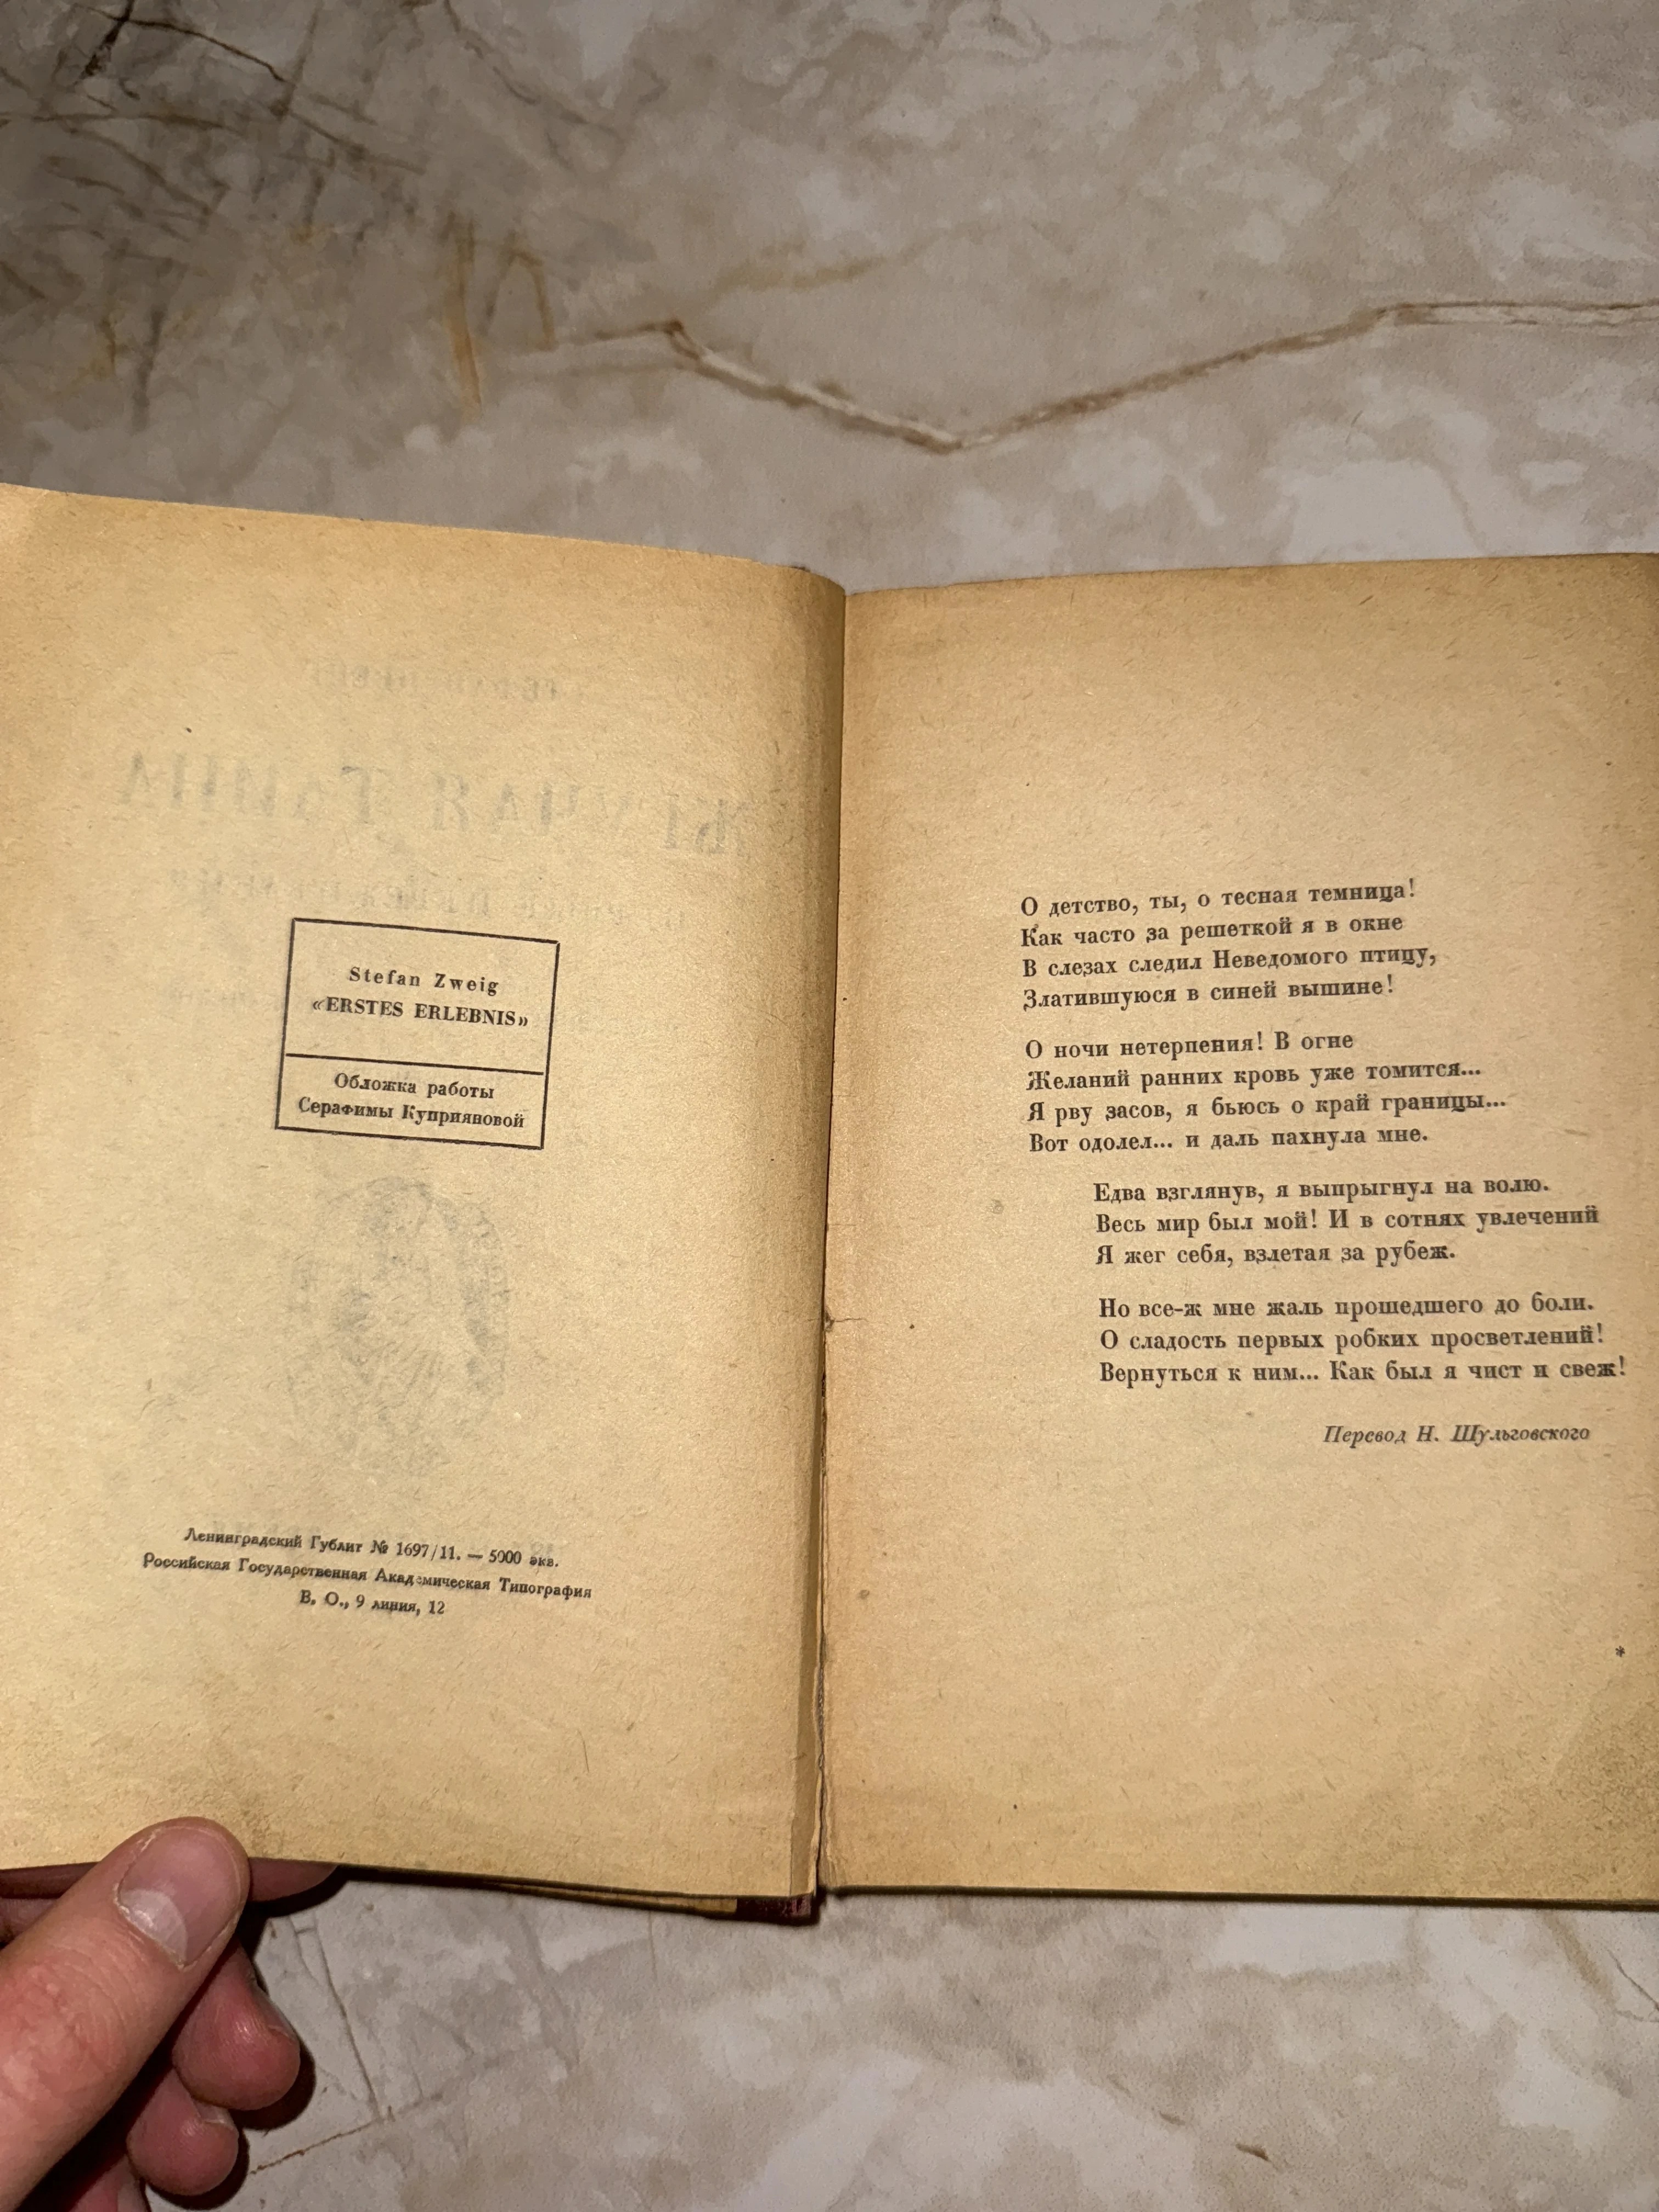 Stefan Zweig
«ERSTES ERLEBNIS»
Обложка работы
Серафимы Куприяновой
Ленинградский Гублит № 1697/11. — 5000 экз.
Российская Государственная Академическая Типография
В. О., 9 линия, 12
О детство, ты, о тесная темница!
Как часто за решеткой я в окне
В слезах следил Неведомого птицу,
Златившуюся в синей вышине!
О ночи нетерпения! В огне
Желаний ранних кровь уже томится...
Я рву засов, я бьюсь о край границы...
Вот одолел... и даль пахнула мне.
Едва взглянув, я выпрыгнул на волю.
Весь мир был мой! И в сотнях увлечений
Я жег себя, взлетая за рубеж.
Но все-ж мне жаль прошедшего до боли.
О сладость первых робких просветлений!
Вернуться к ним... Как был я чист и свеж!
Перевод Н. Шульговского